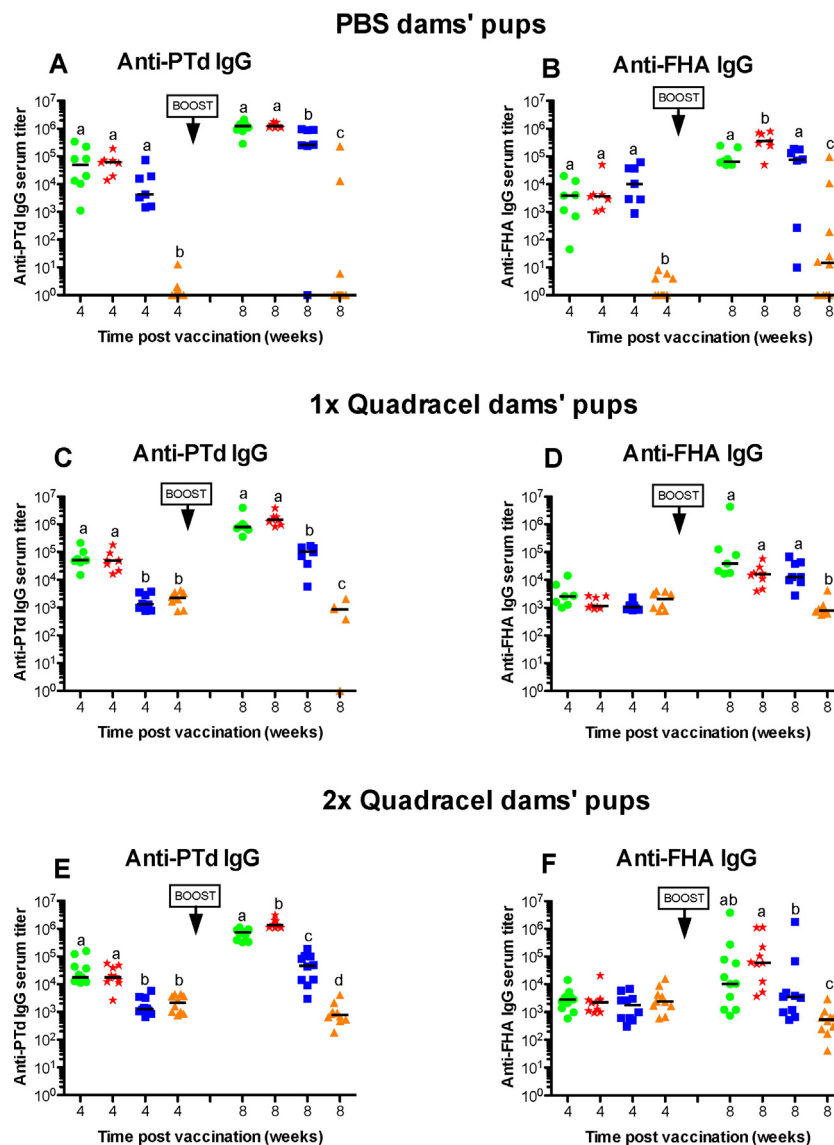 PBS dams' pups
A
Anti-PTd IgG
B
Anti-FHA IgG
BOOST
BOOST
Anti-PTd IgG serum titer
10^7
10^6
10^5
10^4
10^3
10^2
10^1
10^0
a a a b a a b c
4 4 4 4 8 8 8 8
Time post vaccination (weeks)
Anti-FHA IgG serum titer
10^7
10^6
10^5
10^4
10^3
10^2
10^1
10^0
a a a b a b a c
4 4 4 4 8 8 8 8
Time post vaccination (weeks)
1x Quadracel dams' pups
C
Anti-PTd IgG
D
Anti-FHA IgG
BOOST
BOOST
Anti-PTd IgG serum titer
10^7
10^6
10^5
10^4
10^3
10^2
10^1
10^0
a a b b a a b c
4 4 4 4 8 8 8 8
Time post vaccination (weeks)
Anti-FHA IgG serum titer
10^7
10^6
10^5
10^4
10^3
10^2
10^1
10^0
a a a b
4 4 4 4 8 8 8 8
Time post vaccination (weeks)
2x Quadracel dams' pups
E
Anti-PTd IgG
F
Anti-FHA IgG
BOOST
BOOST
Anti-PTd IgG serum titer
10^7
10^6
10^5
10^4
10^3
10^2
10^1
10^0
a a b b a b c d
4 4 4 4 8 8 8 8
Time post vaccination (weeks)
Anti-FHA IgG serum titer
10^7
10^6
10^5
10^4
10^3
10^2
10^1
10^0
ab a b c
4 4 4 4 8 8 8 8
Time post vaccination (weeks)